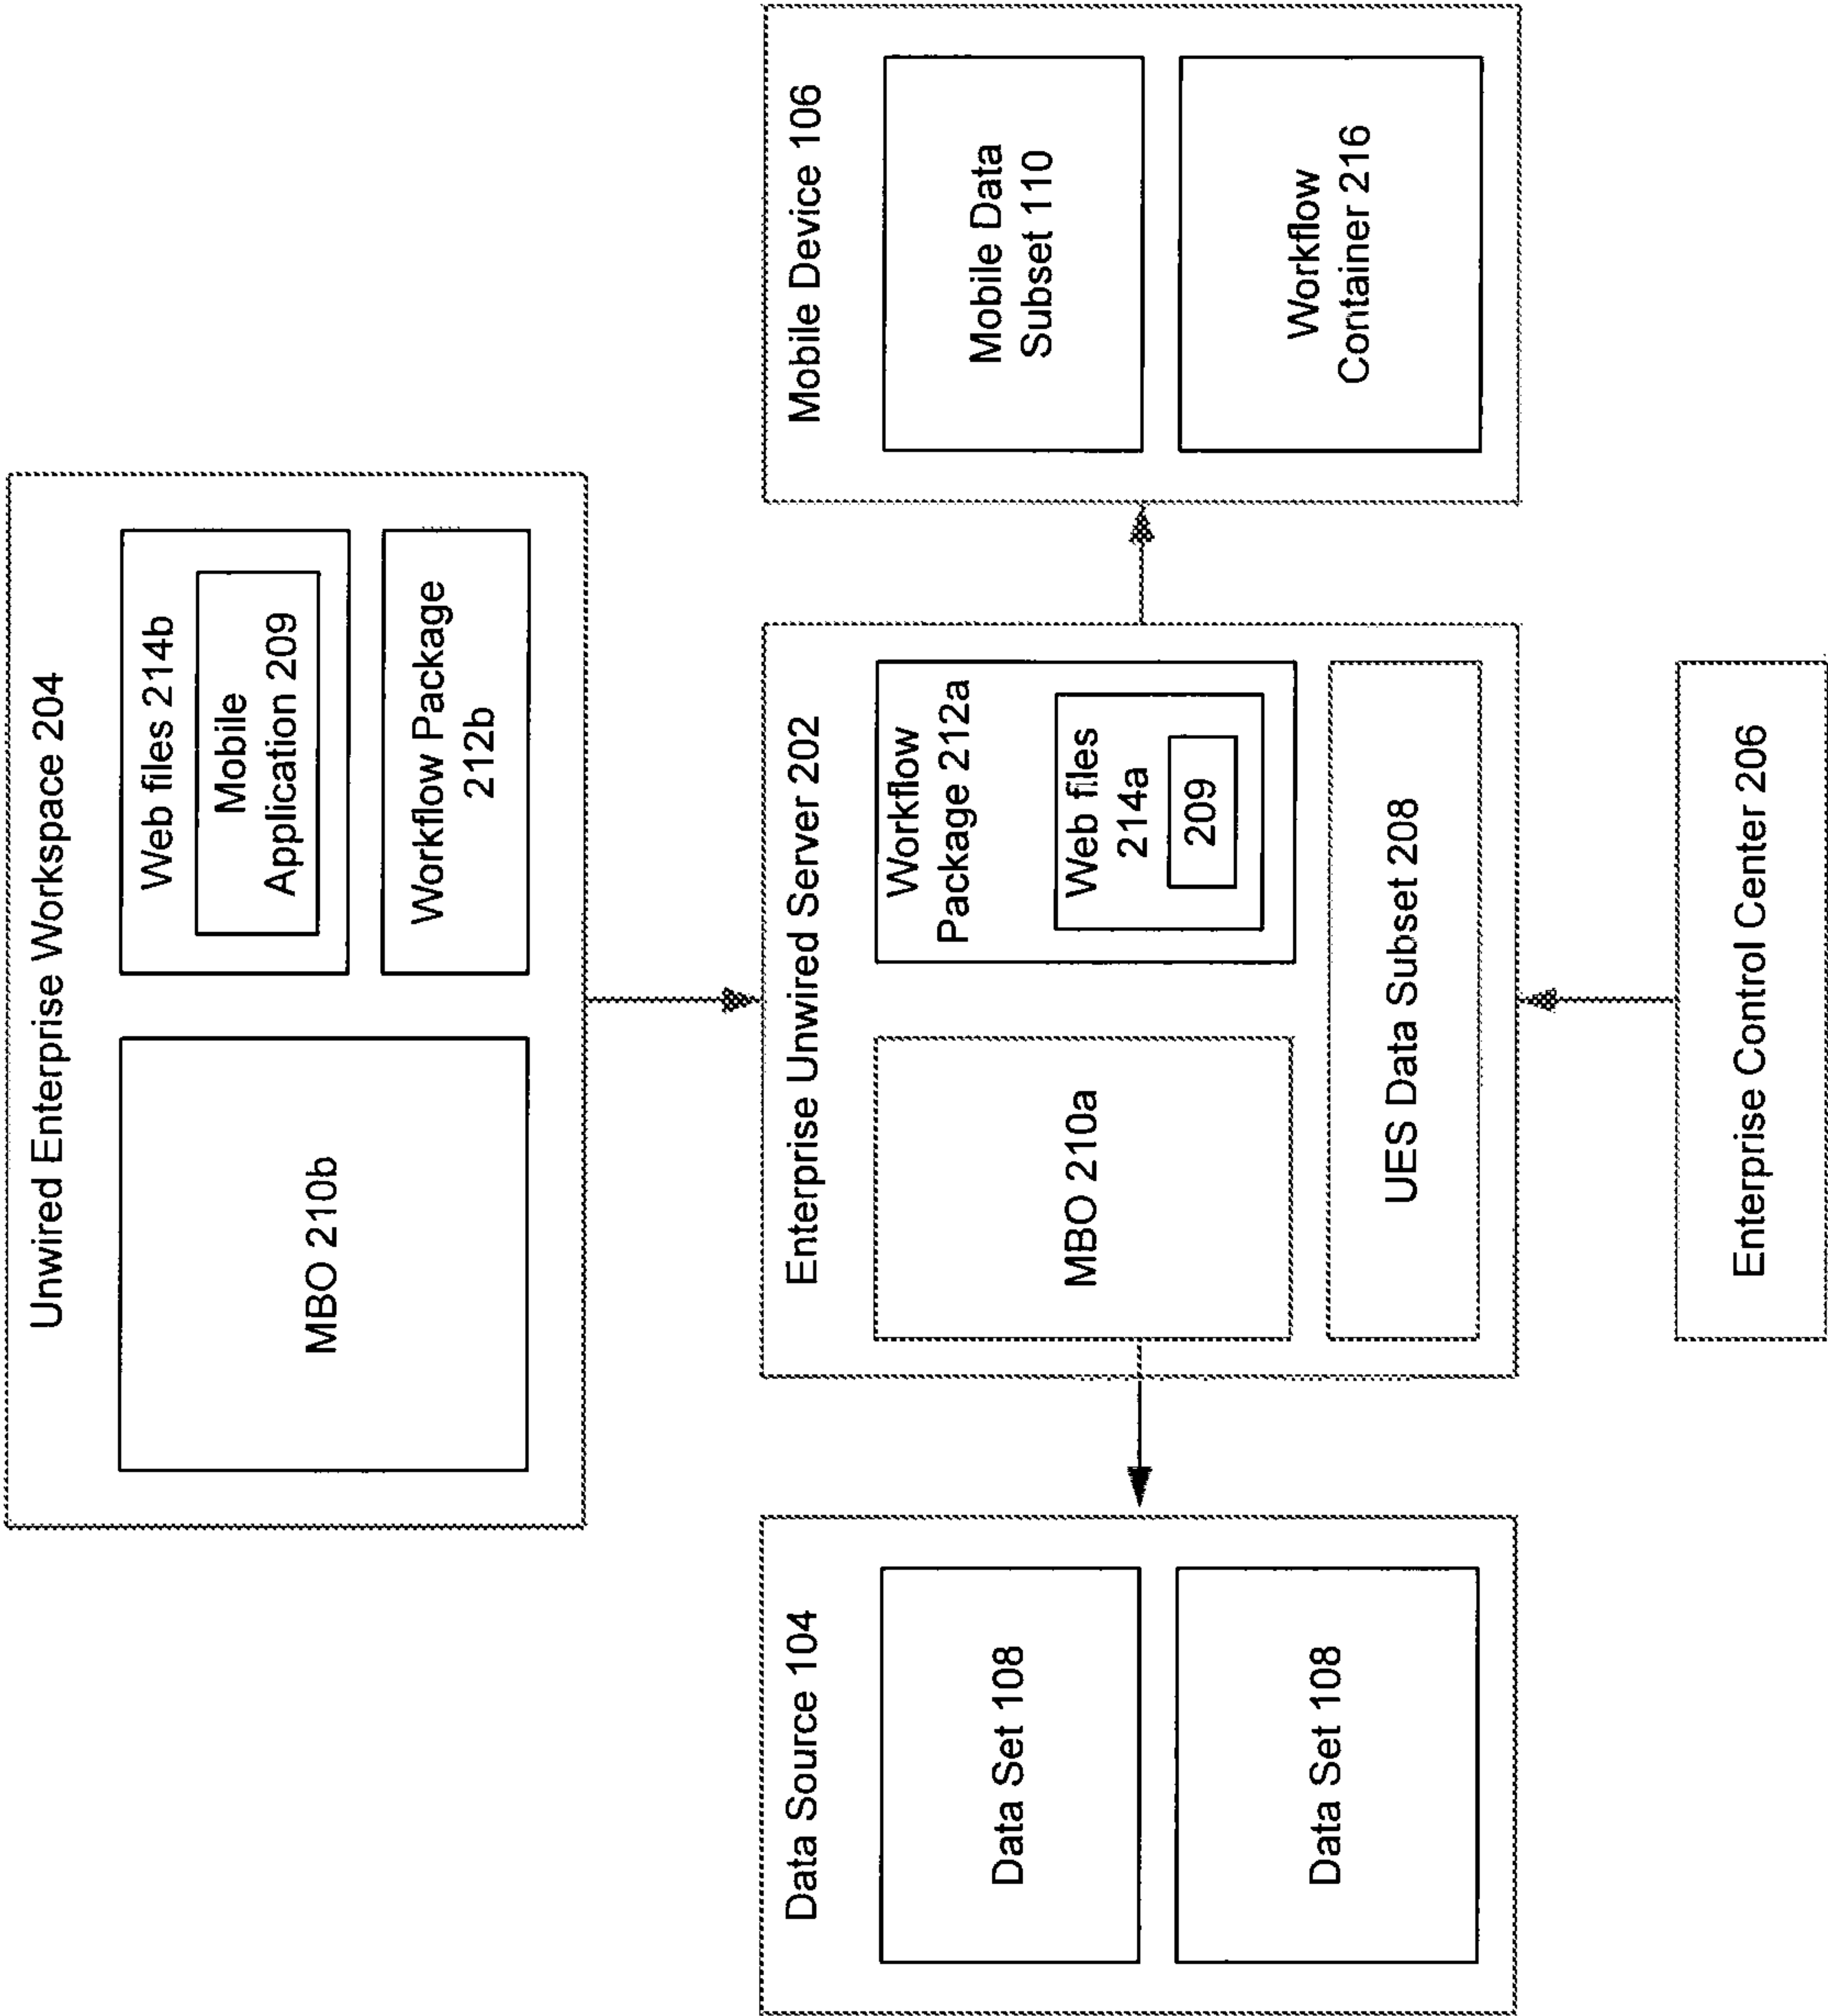 Unwired Enterprise Workspace 204
MBO 210b
Web files 214b
Mobile
Application 209
Workflow Package
212b
Data Source 104
Data Set 108
Data Set 108
Enterprise Unwired Server 202
MBO 210a
Workflow
Package 212a
Web files
214a
209
UES Data Subset 208
Mobile Device 106
Mobile Data
Subset 110
Workflow
Container 216
Enterprise Control Center 206